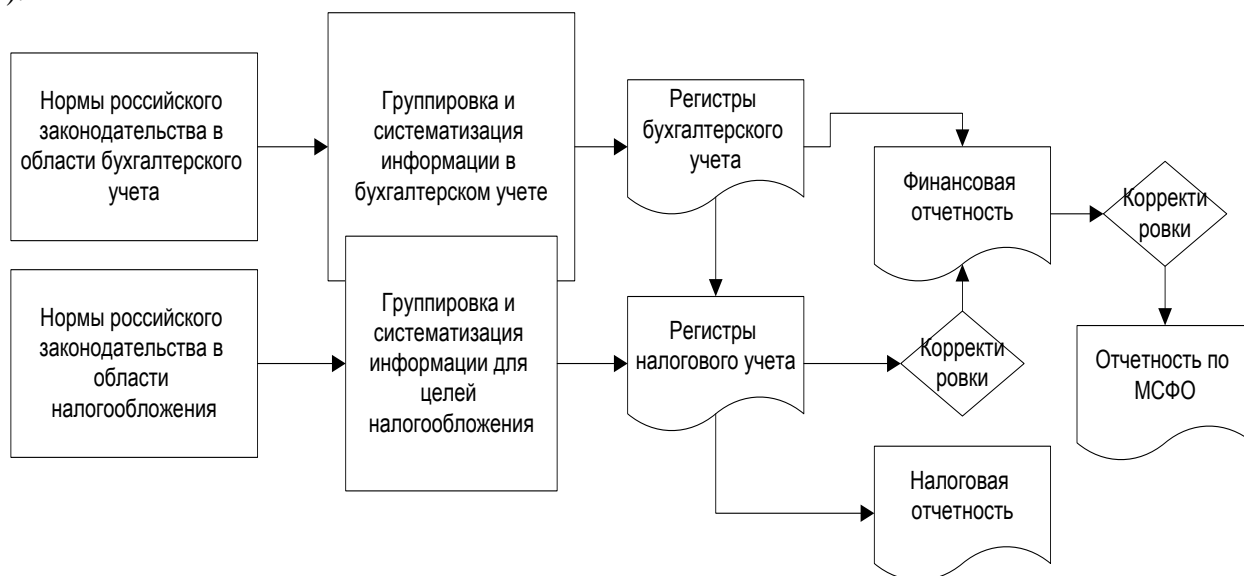 ).
Нормы российского
законодательства в
области бухгалтерского
учета
Группировка и
систематизация
информации в
бухгалтерском учете
Регистры
бухгалтерского
учета
Финансовая
отчетность
Корректи
ровки
Нормы российского
законодательства в
области
налогообложения
Группировка и
систематизация
информации для
целей
налогообложения
Регистры
налогового учета
Корректи
ровки
Отчетность по
МСФО
Налоговая
отчетность